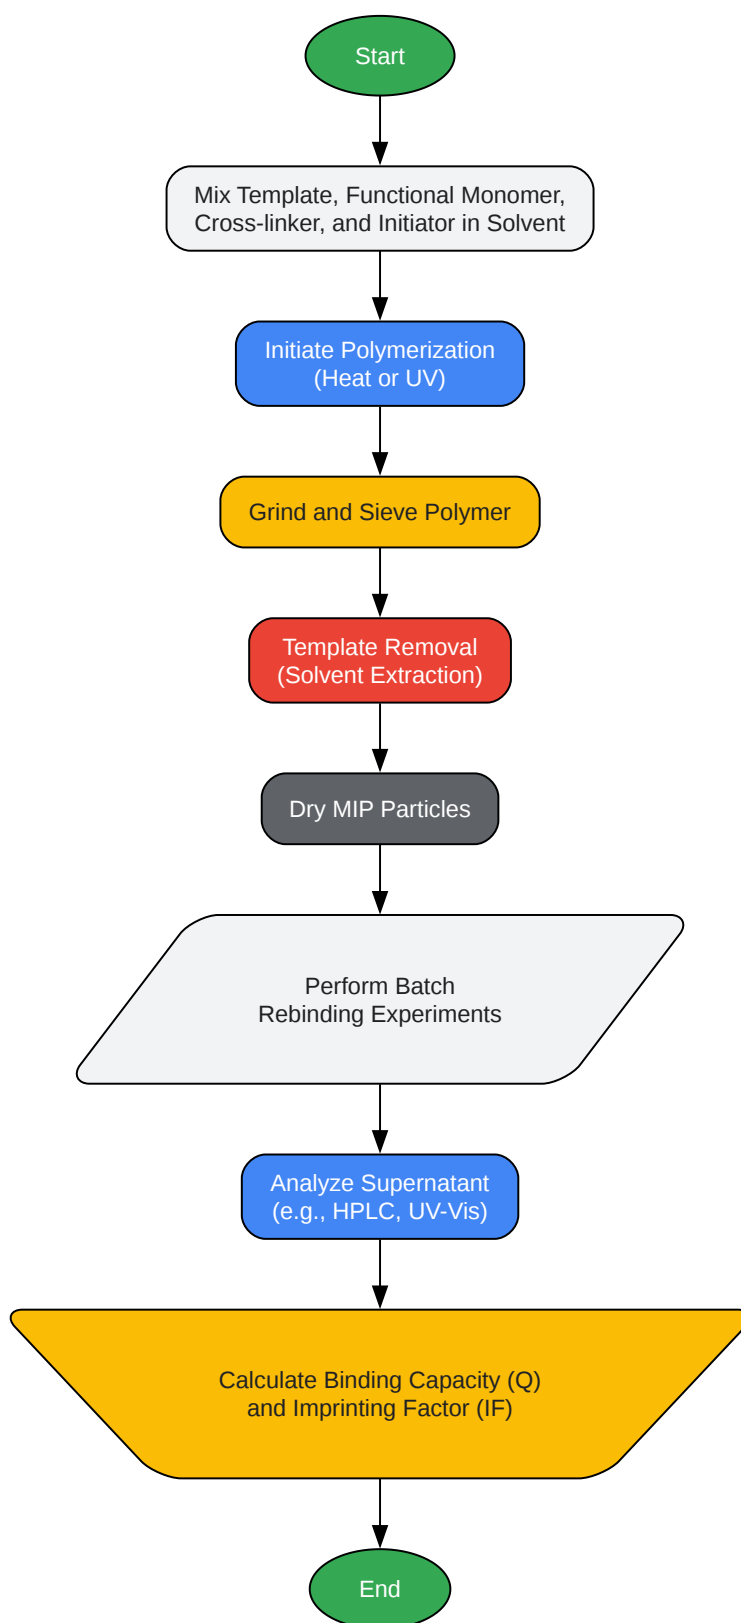 Start
Mix Template, Functional Monomer,
Cross-linker, and Initiator in Solvent
Initiate Polymerization
(Heat or UV)
Grind and Sieve Polymer
Template Removal
(Solvent Extraction)
Dry MIP Particles
Perform Batch
Rebinding Experiments
Analyze Supernatant
(e.g., HPLC, UV-Vis)
Calculate Binding Capacity (Q)
and Imprinting Factor (IF)
End